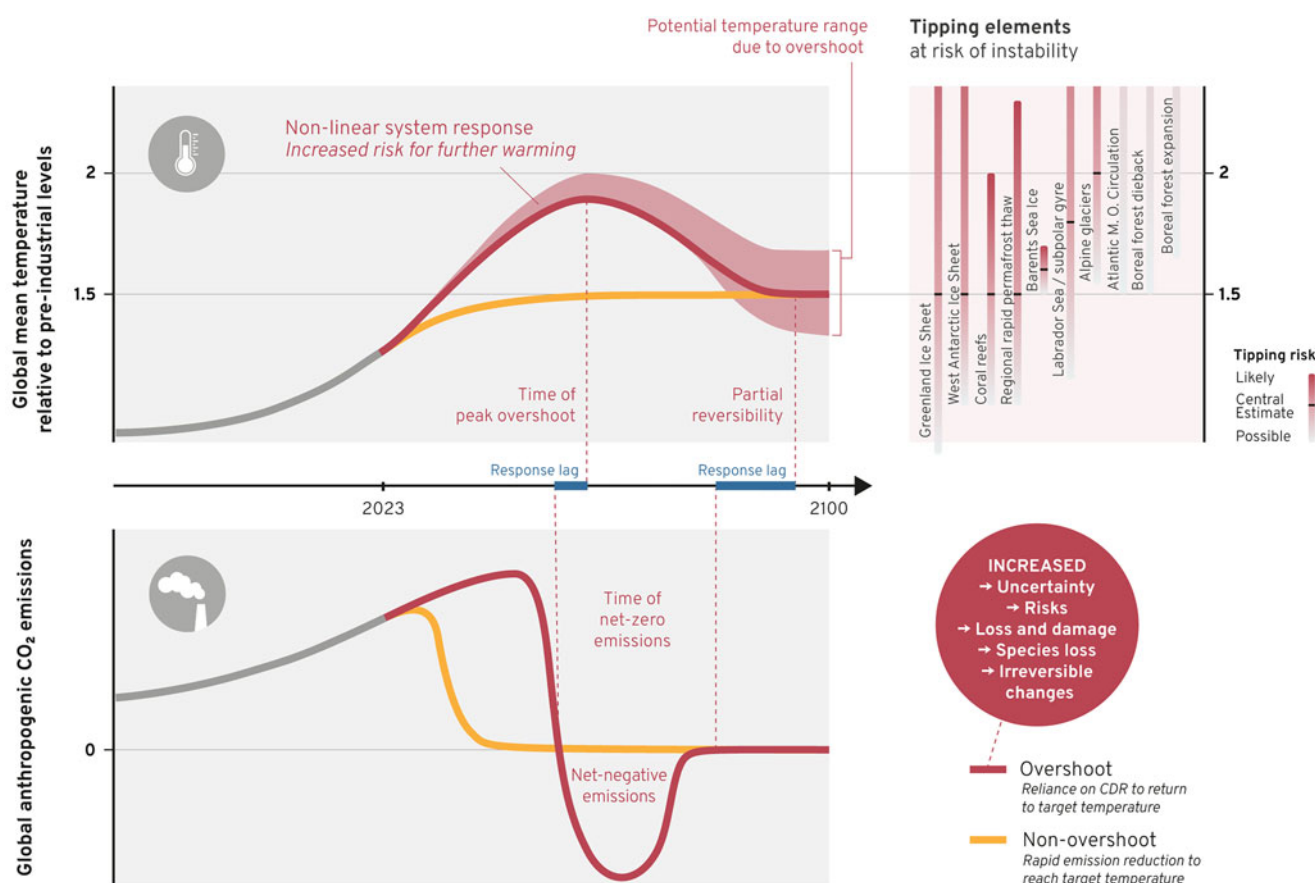 Potential temperature range
due to overshoot
Tipping elements
at risk of instability
Global mean temperature
relative to pre-industrial levels
2
1.5
Non-linear system response
Increased risk for further warming
Time of
peak overshoot
Partial
reversibility
Greenland Ice Sheet
West Antarctic Ice Sheet
Coral reefs
Regional rapid permafrost thaw
Barents Sea Ice
Labrador Sea / subpolar gyre
Alpine glaciers
Atlantic M. O. Circulation
Boreal forest dieback
Boreal forest expansion
2
1.5
Tipping risk
Likely
Central
Estimate
Possible
Response lag
Response lag
2023
2100
Global anthropogenic CO₂ emissions
0
Time of
net-zero
emissions
Net-negative
emissions
INCREASED
→ Uncertainty
→ Risks
→ Loss and damage
→ Species loss
→ Irreversible
changes
Overshoot
Reliance on CDR to return
to target temperature
Non-overshoot
Rapid emission reduction to
reach target temperature